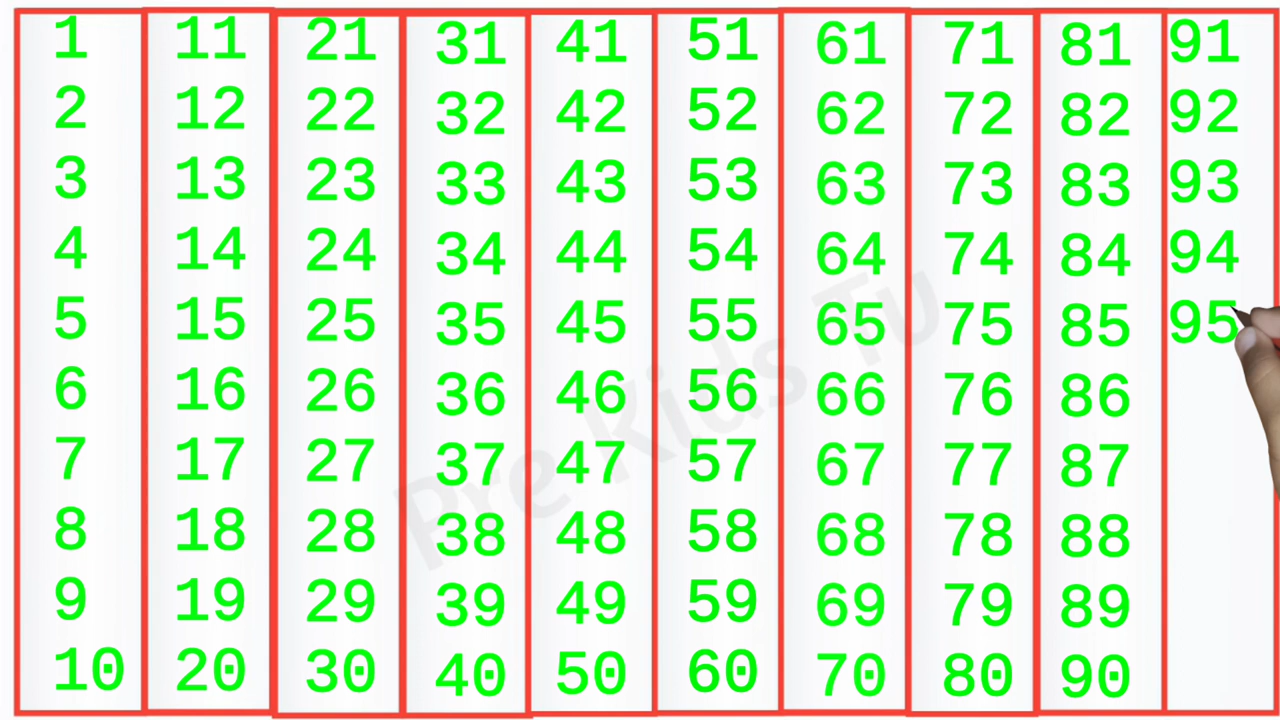 1 11 21 31 41 51 61 71 81 91
2 12 22 32 42 52 62 72 82 92
3 13 23 33 43 53 63 73 83 93
4 14 24 34 44 54 64 74 84 94
5 15 25 35 45 55 65 75 85 95
6 16 26 36 46 56 66 76 86
7 17 27 37 47 57 67 77 87
8 18 28 38 48 58 68 78 88
9 19 29 39 49 59 69 79 89
10 20 30 40 50 60 70 80 90
Pre Kids Tu